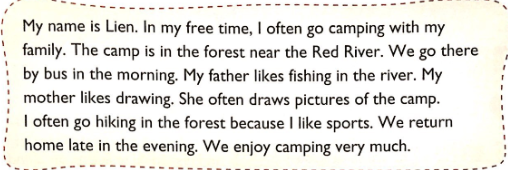 My name is Lien. In my free time, I often go camping with my
family. The camp is in the forest near the Red River. We go there
by bus in the morning. My father likes fishing in the river. My
mother likes drawing. She often draws pictures of the camp.
I often go hiking in the forest because I like sports. We return
home late in the evening. We enjoy camping very much.